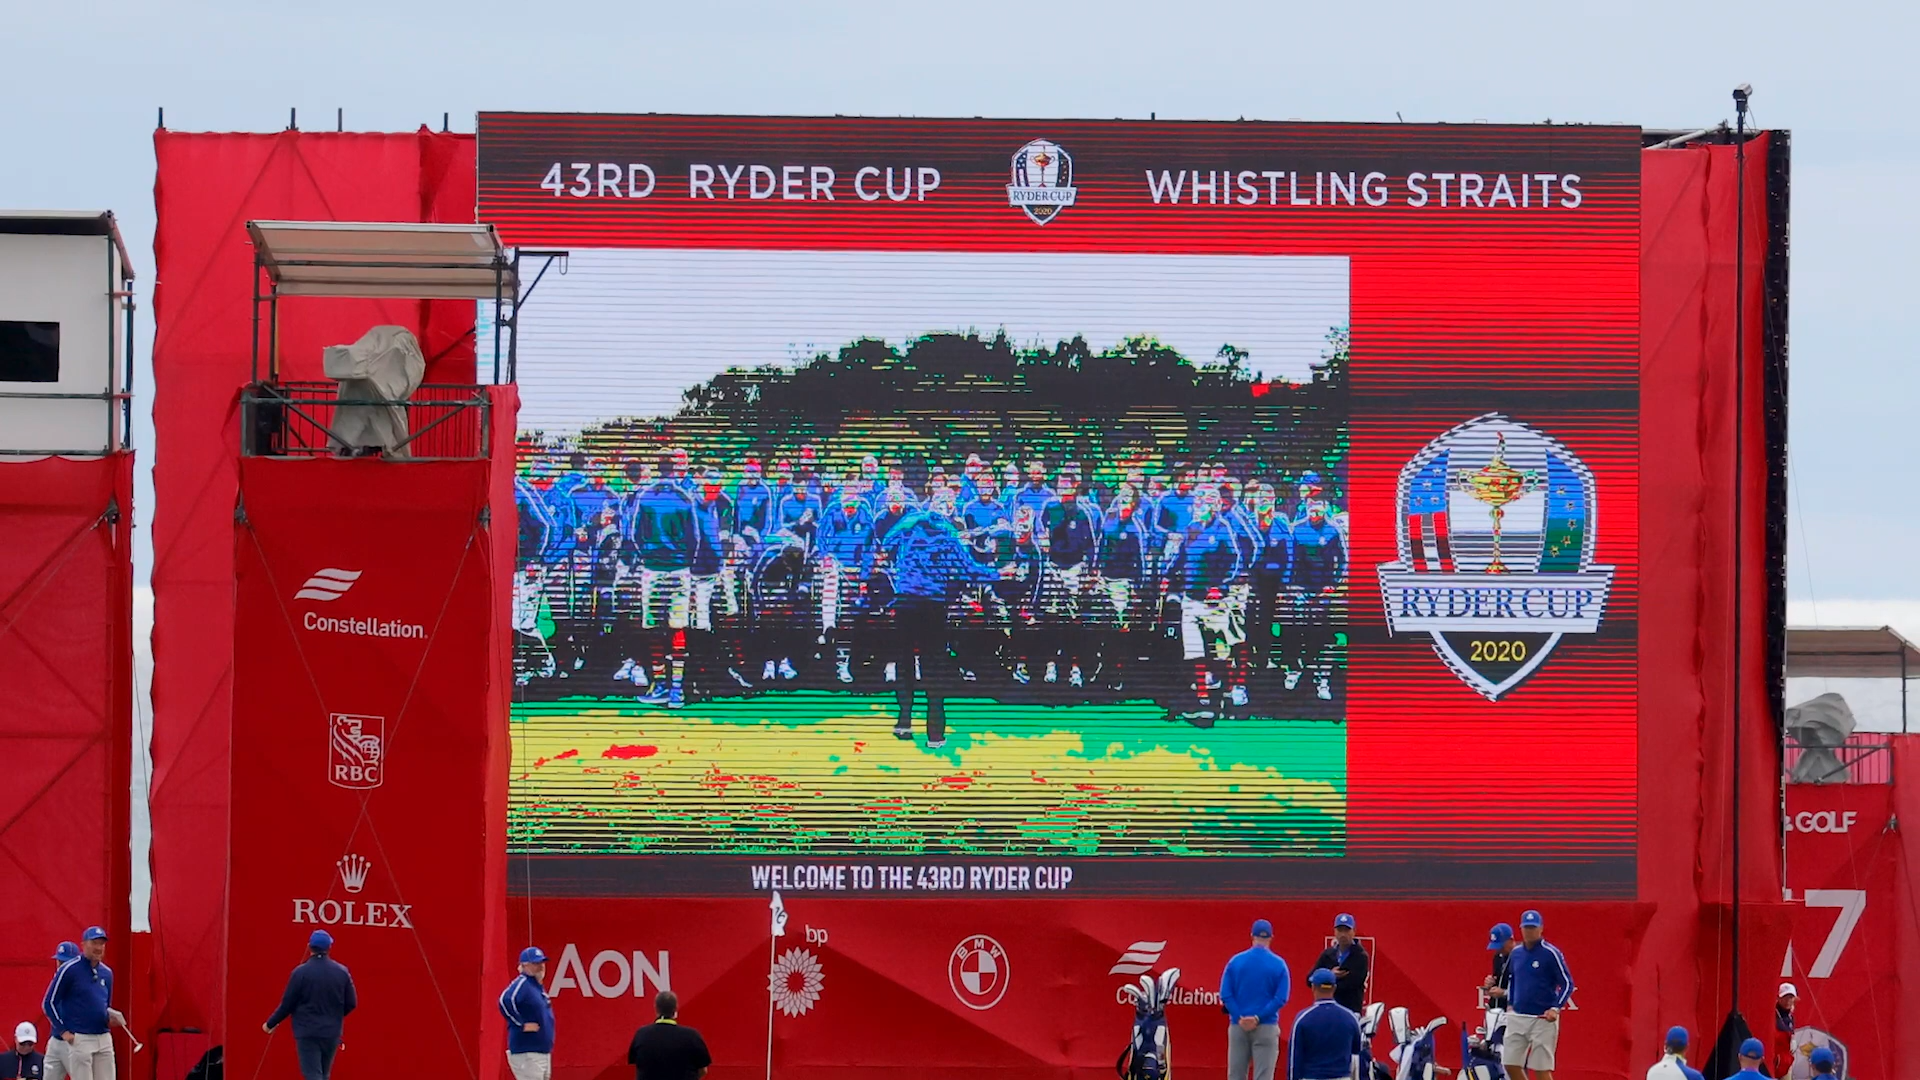 43RD RYDER CUP
RYDER CUP
2020
WHISTLING STRAITS
RYDER CUP
2020
WELCOME TO THE 43RD RYDER CUP
Constellation
RBC
ROLEX
AON
bp
BMW
& GOLF
17